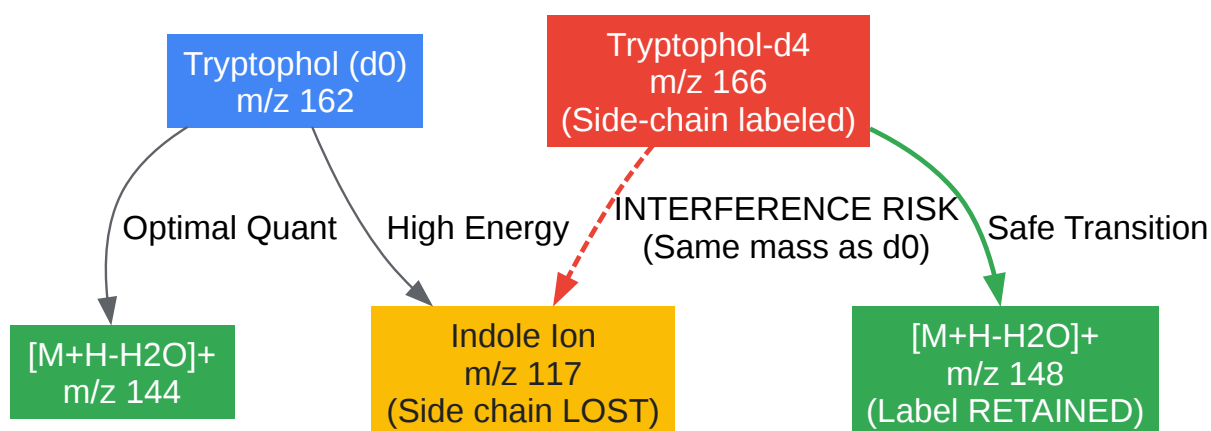 Tryptophol (d0)
m/z 162
Tryptophol-d4
m/z 166
(Side-chain labeled)
Optimal Quant
High Energy
INTERFERENCE RISK
(Same mass as d0)
Safe Transition
[M+H-H2O]+
m/z 144
Indole Ion
m/z 117
(Side chain LOST)
[M+H-H2O]+
m/z 148
(Label RETAINED)